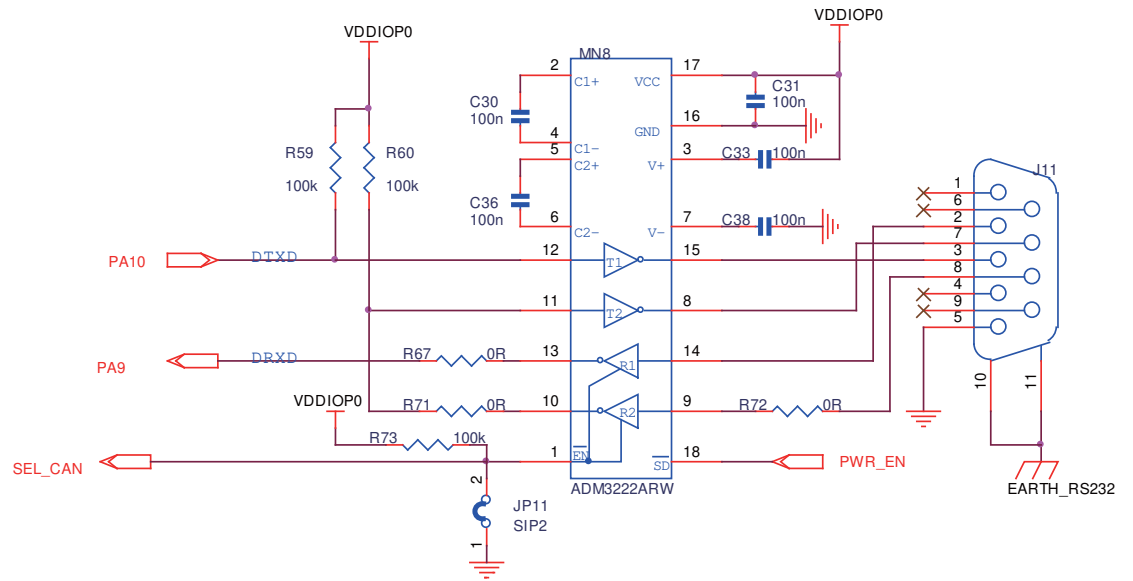 VDDIOP0
VDDIOP0
MN8
2
C1+
VCC
17
C30
100n
C31
100n
4
C1-
GND
16
5
C2+
V+
3
C33
100n
R59
100k
R60
100k
C36
100n
6
C2-
V-
7
C38
100n
J11
1
6
2
7
3
8
4
9
5
10
11
PA10
DTXD
12
T1
15
11
T2
8
PA9
DRXD
R67
0R
13
R1
14
VDDIOP0
R71
0R
10
R2
9
R72
0R
R73
100k
SEL_CAN
1
EN
SD
18
PWR_EN
ADM3222ARW
EARTH_RS232
2
JP11
SIP2
1